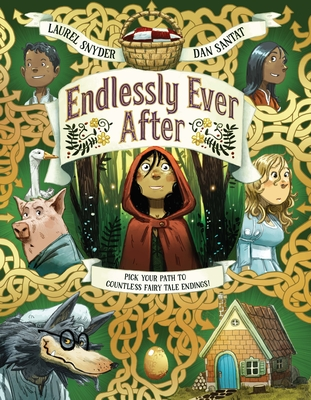 LAUREL SNYDER
DAN SANTAT
Endlessly Ever
After
PICK YOUR PATH TO
COUNTLESS FAIRY TALE ENDINGS!